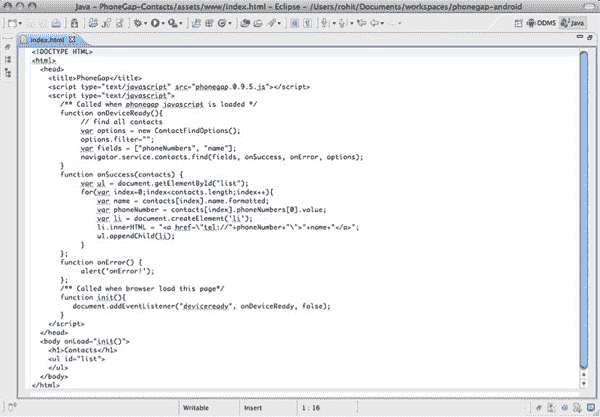 Java – PhoneGap-Contacts/assets/www/index.html – Eclipse – /Users/rohit/Documents/workspaces/phonegap-android
DDMS Java
index.html
<!DOCTYPE HTML>
<html>
<head>
<title>PhoneGap</title>
<script type="text/javascript" src="phonegap.0.9.5.js"></script>
<script type="text/javascript">
/** Called when phonegap javascript is loaded */
function onDeviceReady(){
// find all contacts
var options = new ContactFindOptions();
options.filter="";
var fields = ["phoneNumbers", "name"];
navigator.service.contacts.find(fields, onSuccess, onError, options);
}
function onSuccess(contacts) {
var ul = document.getElementById("list");
for(var index=0;index<contacts.length;index++){
var name = contacts[index].name.formatted;
var phoneNumber = contacts[index].phoneNumbers[0].value;
var li = document.createElement('li');
li.innerHTML = "<a href=\"tel://"+phoneNumber+"\">"+name+"</a>";
ul.appendChild(li);
}
};
function onError() {
alert('onError!');
};
/** Called when browser load this page*/
function init(){
document.addEventListener("deviceready", onDeviceReady, false);
}
</script>
</head>
<body onLoad="init()">
<h1>Contacts</h1>
<ul id="list">
</ul>
</body>
</html>
Writable Insert 1 : 16